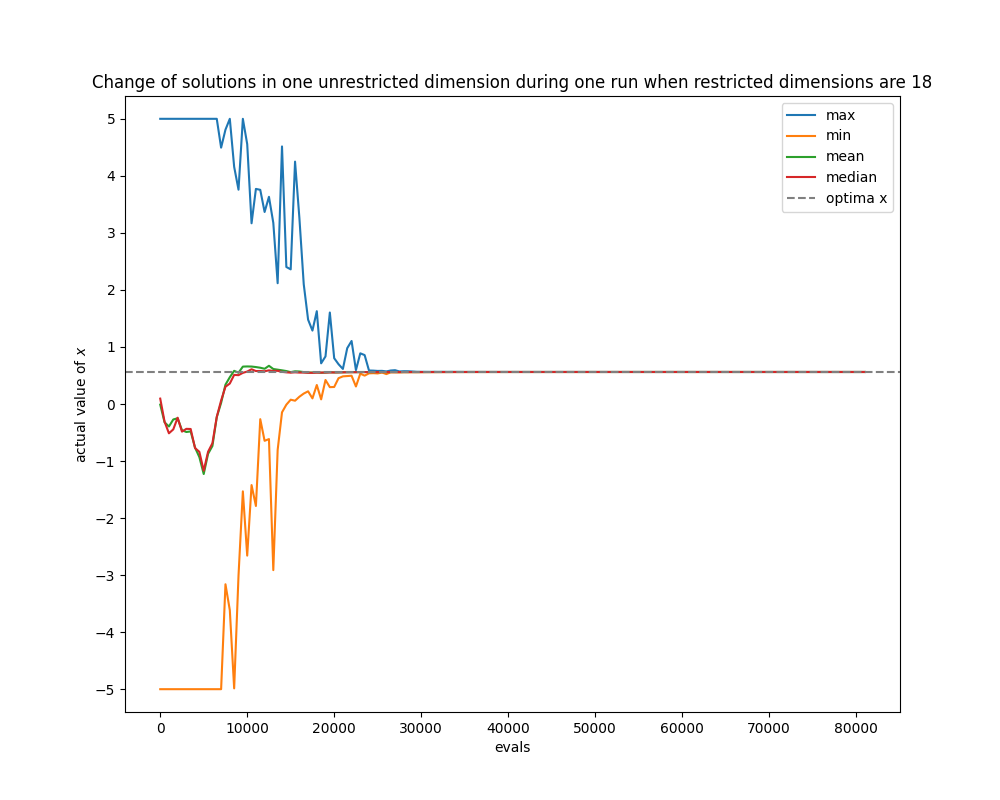 Change of solutions in one unrestricted dimension during one run when restricted dimensions are 18
max
min
mean
median
optima x
actual value of x
5
4
3
2
1
0
−1
−2
−3
−4
−5
0 10000 20000 30000 40000 50000 60000 70000 80000
evals